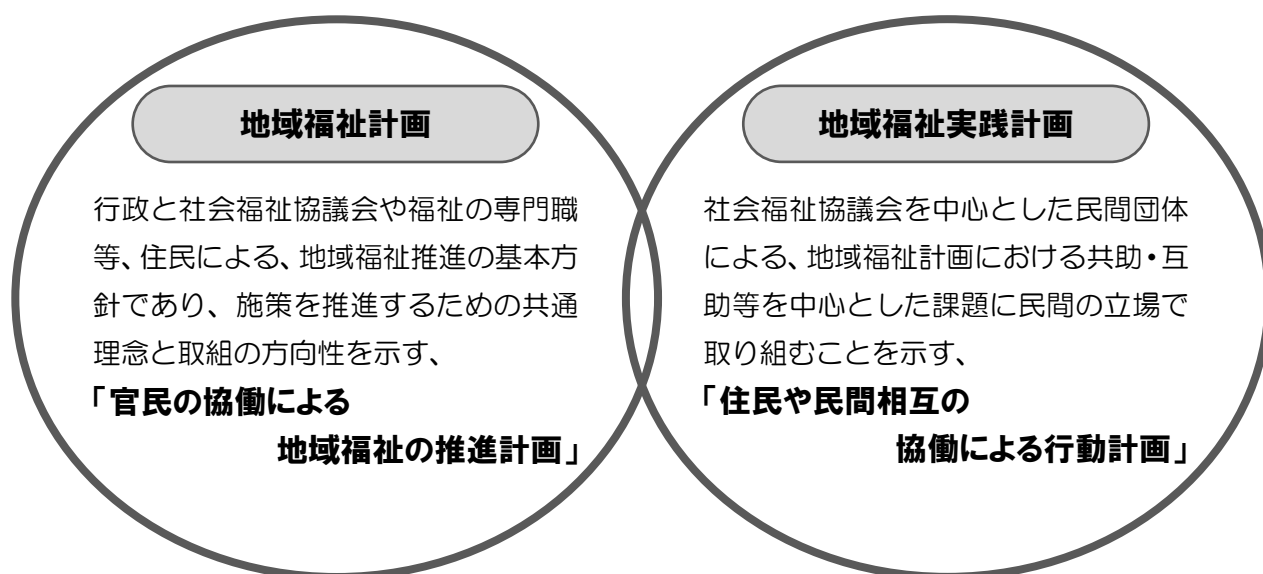 地域福祉計画
行政と社会福祉協議会や福祉の専門職
等、住民による、地域福祉推進の基本方
針であり、施策を推進するための共通
理念と取組の方向性を示す、
「官民の協働による
地域福祉の推進計画」
地域福祉実践計画
社会福祉協議会を中心とした民間団体
による、地域福祉計画における共助・互
助等を中心とした課題に民間の立場で
取り組むことを示す、
「住民や民間相互の
協働による行動計画」